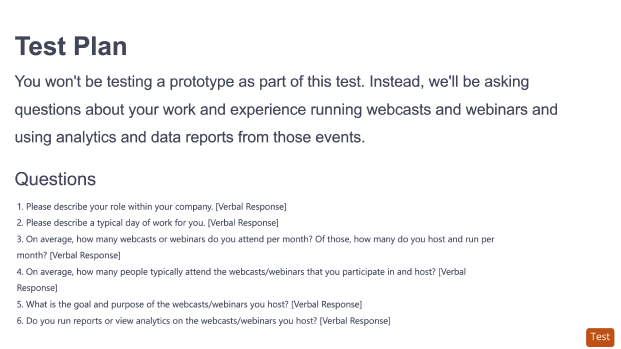 Test Plan
You won't be testing a prototype as part of this test. Instead, we'll be asking
questions about your work and experience running webcasts and webinars and
using analytics and data reports from those events.
Questions
1. Please describe your role within your company. [Verbal Response]
2. Please describe a typical day of work for you. [Verbal Response]
3. On average, how many webcasts or webinars do you attend per month? Of those, how many do you host and run per
month? [Verbal Response]
4. On average, how many people typically attend the webcasts/webinars that you participate in and host? [Verbal
Response]
5. What is the goal and purpose of the webcasts/webinars you host? [Verbal Response]
6. Do you run reports or view analytics on the webcasts/webinars you host? [Verbal Response]
Test